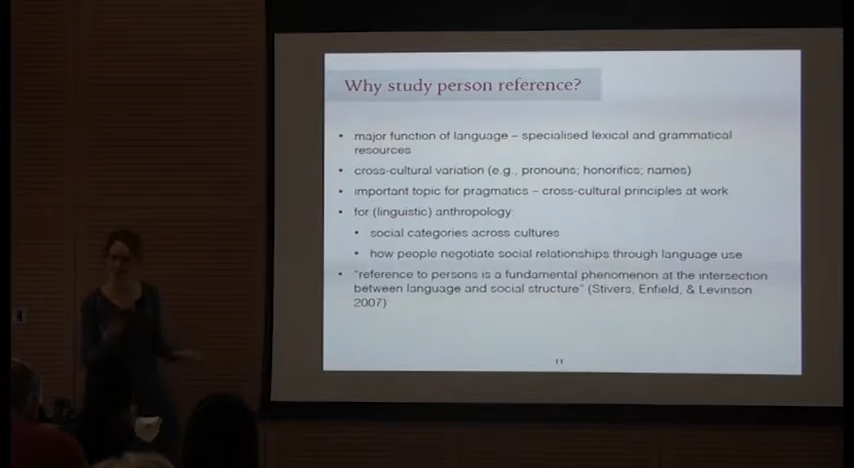 Why study person reference?
• major function of language – specialised lexical and grammatical
resources
• cross-cultural variation (e.g., pronouns; honorifics; names)
• important topic for pragmatics – cross-cultural principles at work
• for (linguistic) anthropology:
• social categories across cultures
• how people negotiate social relationships through language use
• "reference to persons is a fundamental phenomenon at the intersection
between language and social structure" (Stivers, Enfield, & Levinson
2007)
11